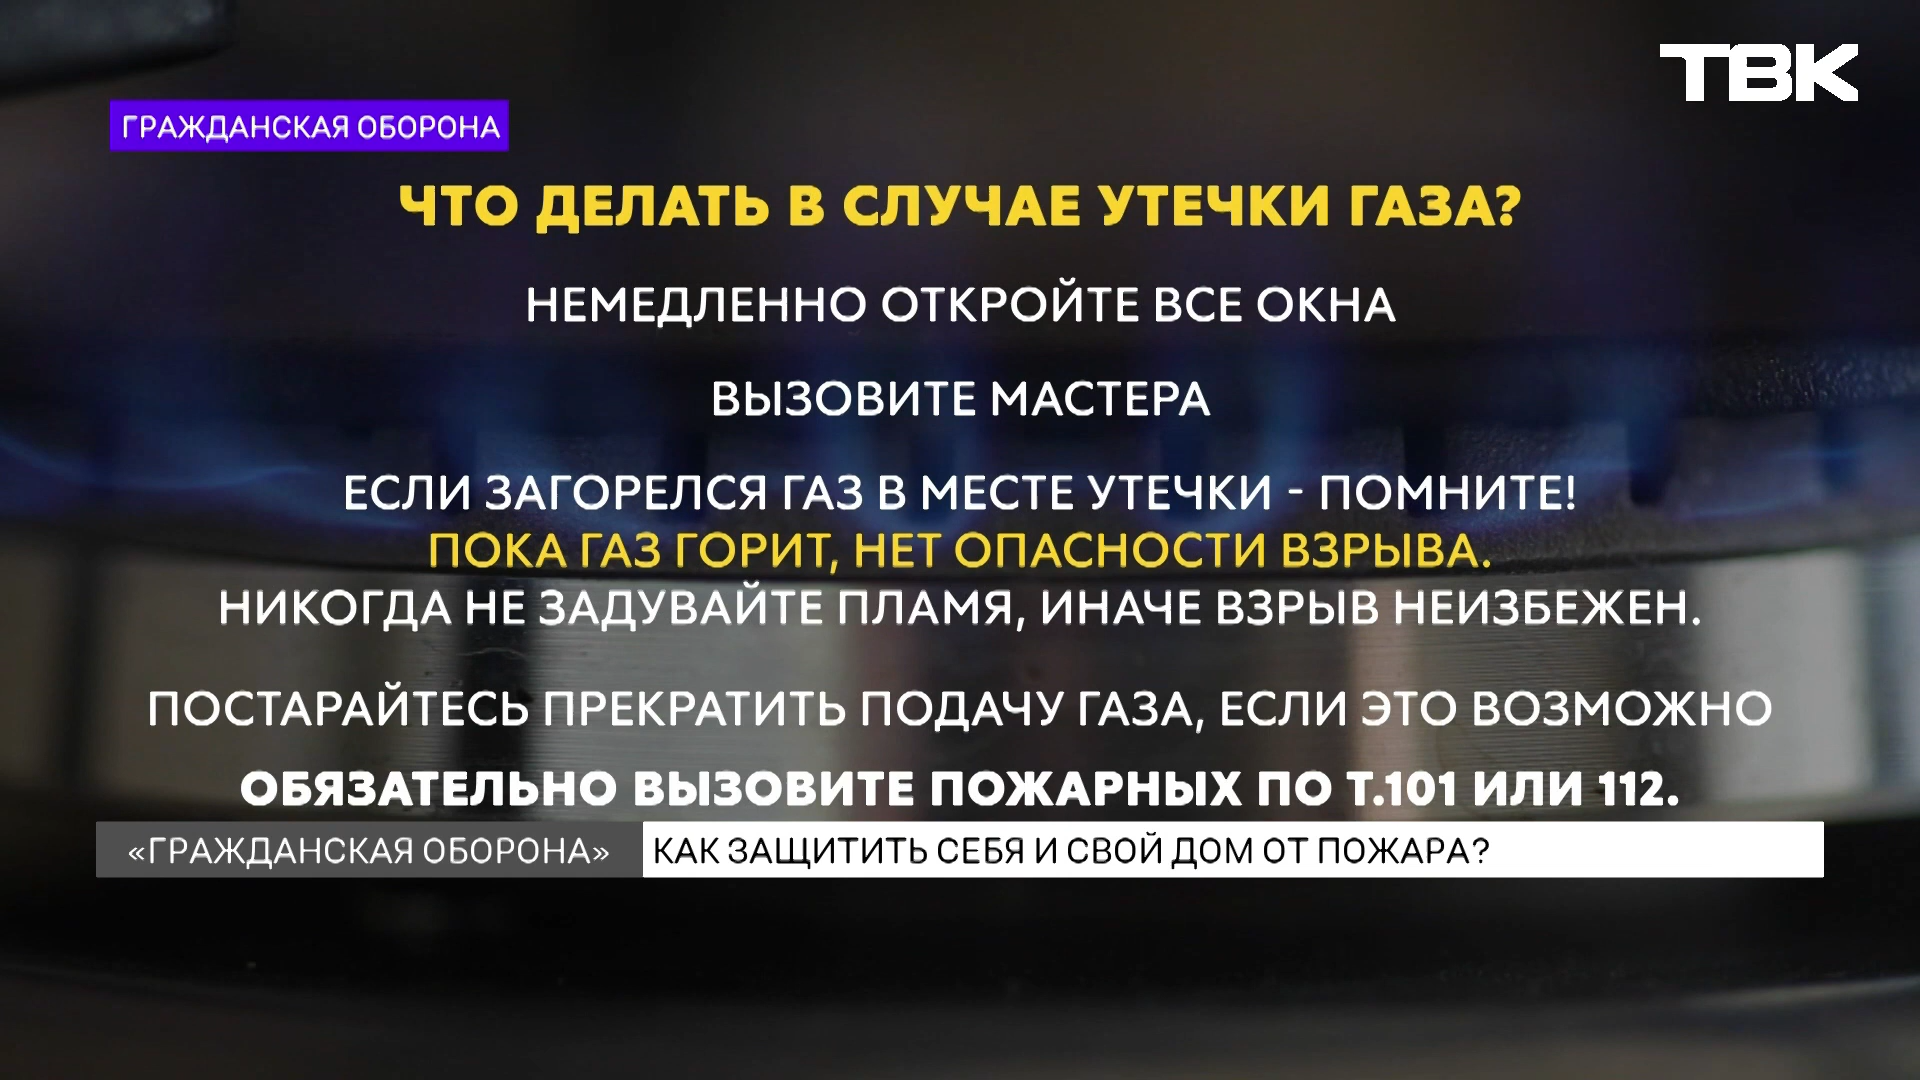 ТВК
ГРАЖДАНСКАЯ ОБОРОНА
ЧТО ДЕЛАТЬ В СЛУЧАЕ УТЕЧКИ ГАЗА?
НЕМЕДЛЕННО ОТКРОЙТЕ ВСЕ ОКНА
ВЫЗОВИТЕ МАСТЕРА
ЕСЛИ ЗАГОРЕЛСЯ ГАЗ В МЕСТЕ УТЕЧКИ - ПОМНИТЕ!
ПОКА ГАЗ ГОРИТ, НЕТ ОПАСНОСТИ ВЗРЫВА.
НИКОГДА НЕ ЗАДУВАЙТЕ ПЛАМЯ, ИНАЧЕ ВЗРЫВ НЕИЗБЕЖЕН.
ПОСТАРАЙТЕСЬ ПРЕКРАТИТЬ ПОДАЧУ ГАЗА, ЕСЛИ ЭТО ВОЗМОЖНО
ОБЯЗАТЕЛЬНО ВЫЗОВИТЕ ПОЖАРНЫХ ПО Т.101 ИЛИ 112.
«ГРАЖДАНСКАЯ ОБОРОНА» КАК ЗАЩИТИТЬ СЕБЯ И СВОЙ ДОМ ОТ ПОЖАРА?